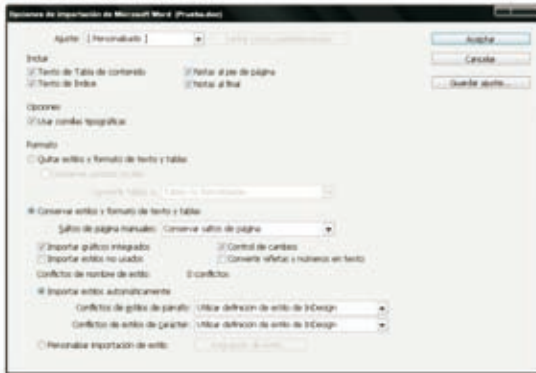 Opciones de importación de Microsoft Word (Prueba.doc)
Ajuste: [Personalizado]
Aceptar
Incluir
Cancelar
Texto de Tabla de contenido Notas al pie de página
Texto de Índice Notas al final
Guardar ajuste...
Opciones
Usar comillas tipográficas
Formato
Quitar estilos y formato de texto y tablas
Conservar estilos y formato de texto y tablas
Saltos de página manuales: Conservar saltos de página
Importar gráficos integrados Control de cambios
Importar estilos no usados Convertir viñetas y números en texto
Conflictos de nombre de estilo: 0 conflictos
Importar estilos automáticamente
Conflictos de estilos de párrafo: Utilizar definición de estilo de InDesign
Conflictos de estilos de carácter: Utilizar definición de estilo de InDesign
Personalizar importación de estilo